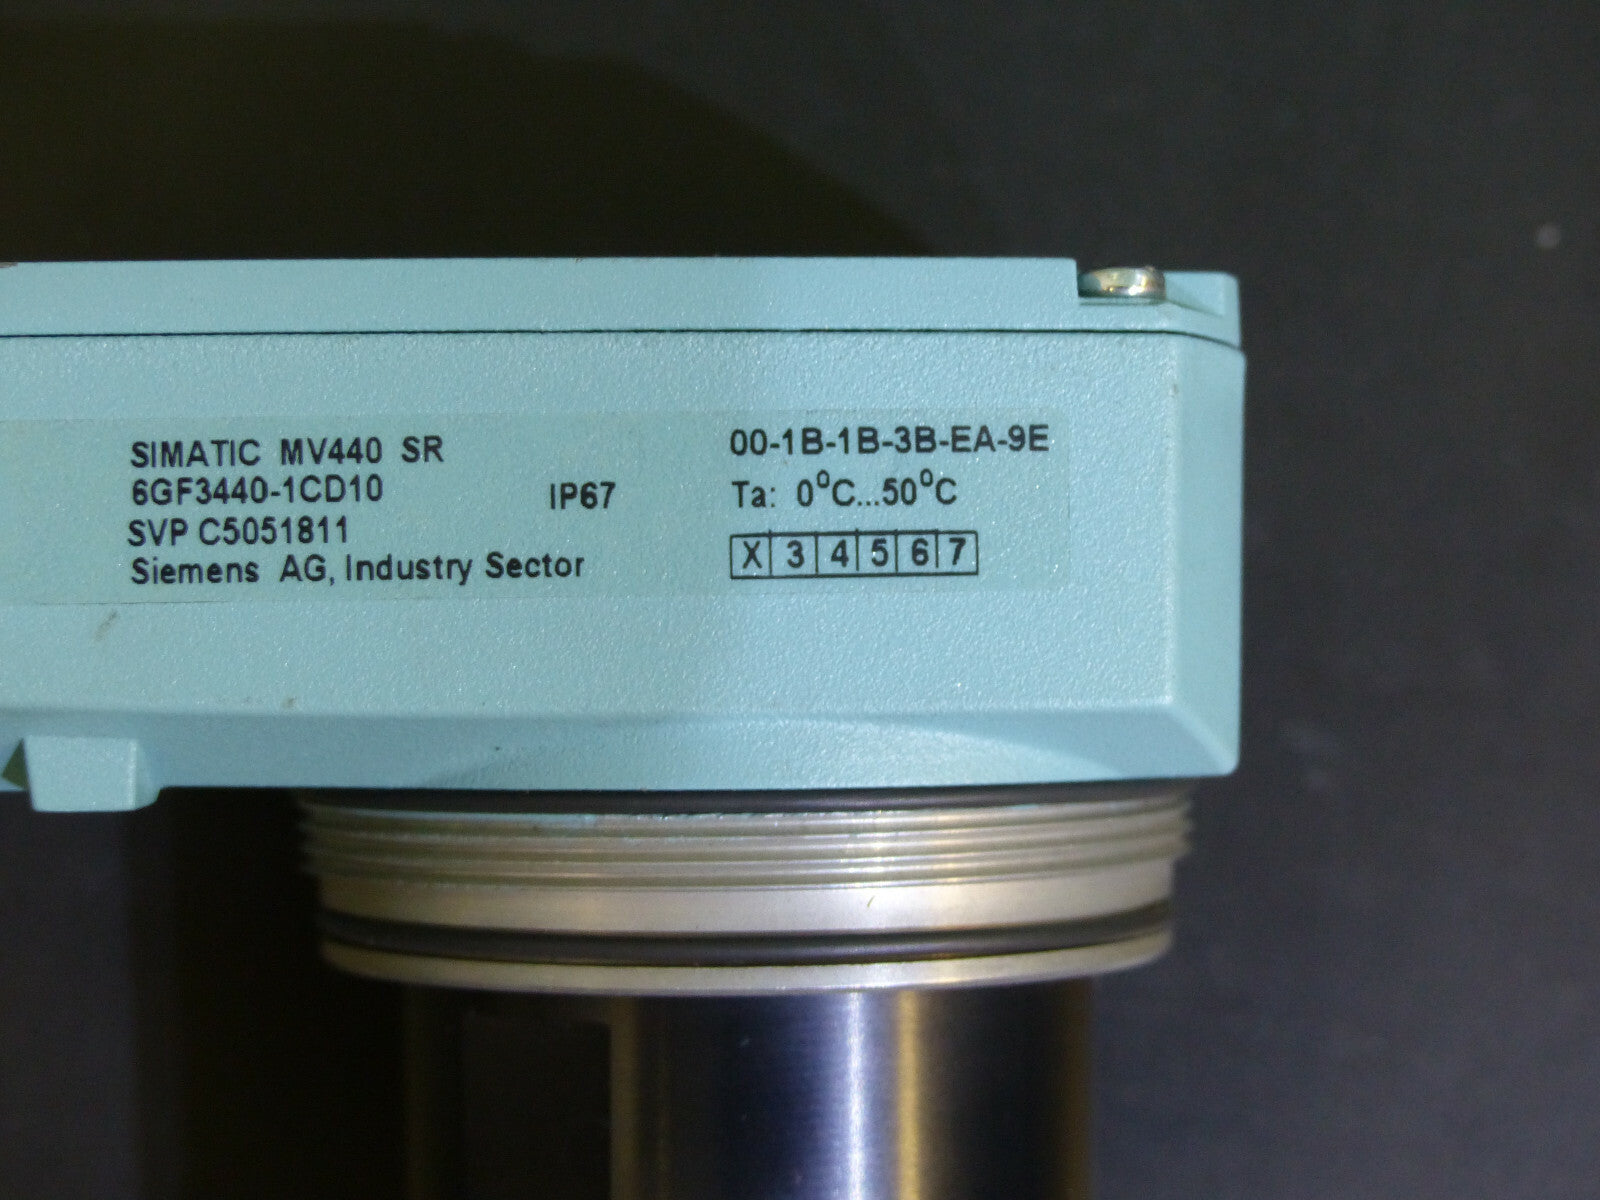 SIMATIC MV440 SR
6GF3440-1CD10
SVP C5051811
Siemens AG, Industry Sector
IP67
00-1B-1B-3B-EA-9E
Ta: 0°C...50°C
X 3 4 5 6 7